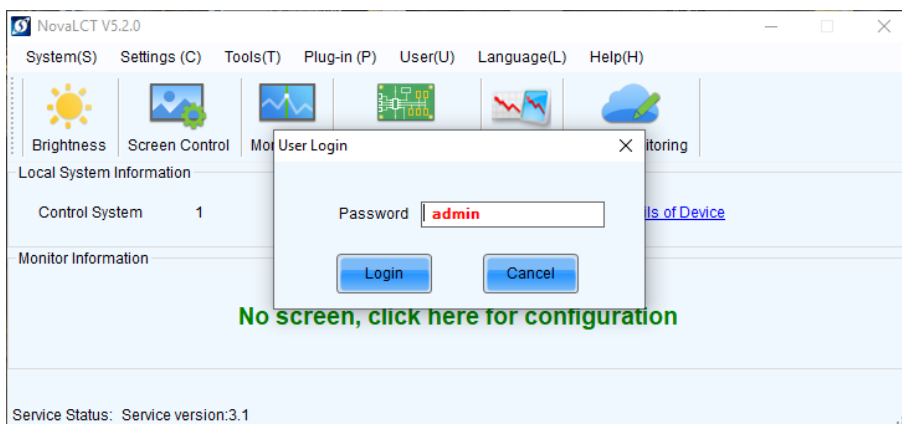 NovaLCT V5.2.0
System(S) Settings (C) Tools(T) Plug-in (P) User(U) Language(L) Help(H)
Brightness Screen Control Mo itoring
User Login
Local System Information
Control System 1
Password admin
ils of Device
Monitor Information
Login Cancel
No screen, click here for configuration
Service Status: Service version:3.1